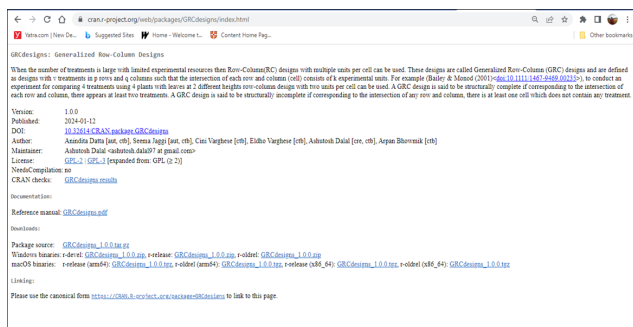 cran.r-project.org/web/packages/GRCdesigns/index.html
Yatra.com | New De... Suggested Sites Home - Welcome t... Content Home Pag... Other bookmarks
GRCdesigns: Generalized Row-Column Designs
When the number of treatments is large with limited experimental resources then Row-Column(RC) designs with multiple units per cell can be used. These designs are called Generalized Row-Column (GRC) designs and are defined
as designs with v treatments in p rows and q columns such that the intersection of each row and column (cell) consists of k experimental units. For example (Bailey & Monod (2001)<doi:10.1111/1467-9469.00235>), to conduct an
experiment for comparing 4 treatments using 4 plants with leaves at 2 different heights row-column design with two units per cell can be used. A GRC design is said to be structurally complete if corresponding to the intersection of
each row and column, there appears at least two treatments. A GRC design is said to be structurally incomplete if corresponding to the intersection of any row and column, there is at least one cell which does not contain any treatment.
Version: 1.0.0
Published: 2024-01-12
DOI: 10.32614/CRAN.package.GRCdesigns
Author: Anindita Datta [aut, ctb], Seema Jaggi [aut, ctb], Cini Varghese [ctb], Eldho Varghese [ctb], Ashutosh Dalal [cre, ctb], Arpan Bhowmik [ctb]
Maintainer: Ashutosh Dalal <ashutosh.dalal97 at gmail.com>
License: GPL-2 | GPL-3 [expanded from: GPL (≥ 2)]
NeedsCompilation: no
CRAN checks: GRCdesigns results
Documentation:
Reference manual: GRCdesigns.pdf
Downloads:
Package source: GRCdesigns_1.0.0.tar.gz
Windows binaries: r-devel: GRCdesigns_1.0.0.zip, r-release: GRCdesigns_1.0.0.zip, r-oldrel: GRCdesigns_1.0.0.zip
macOS binaries: r-release (arm64): GRCdesigns_1.0.0.tgz, r-oldrel (arm64): GRCdesigns_1.0.0.tgz, r-release (x86_64): GRCdesigns_1.0.0.tgz, r-oldrel (x86_64): GRCdesigns_1.0.0.tgz
Linking:
Please use the canonical form https://CRAN.R-project.org/package=GRCdesigns to link to this page.